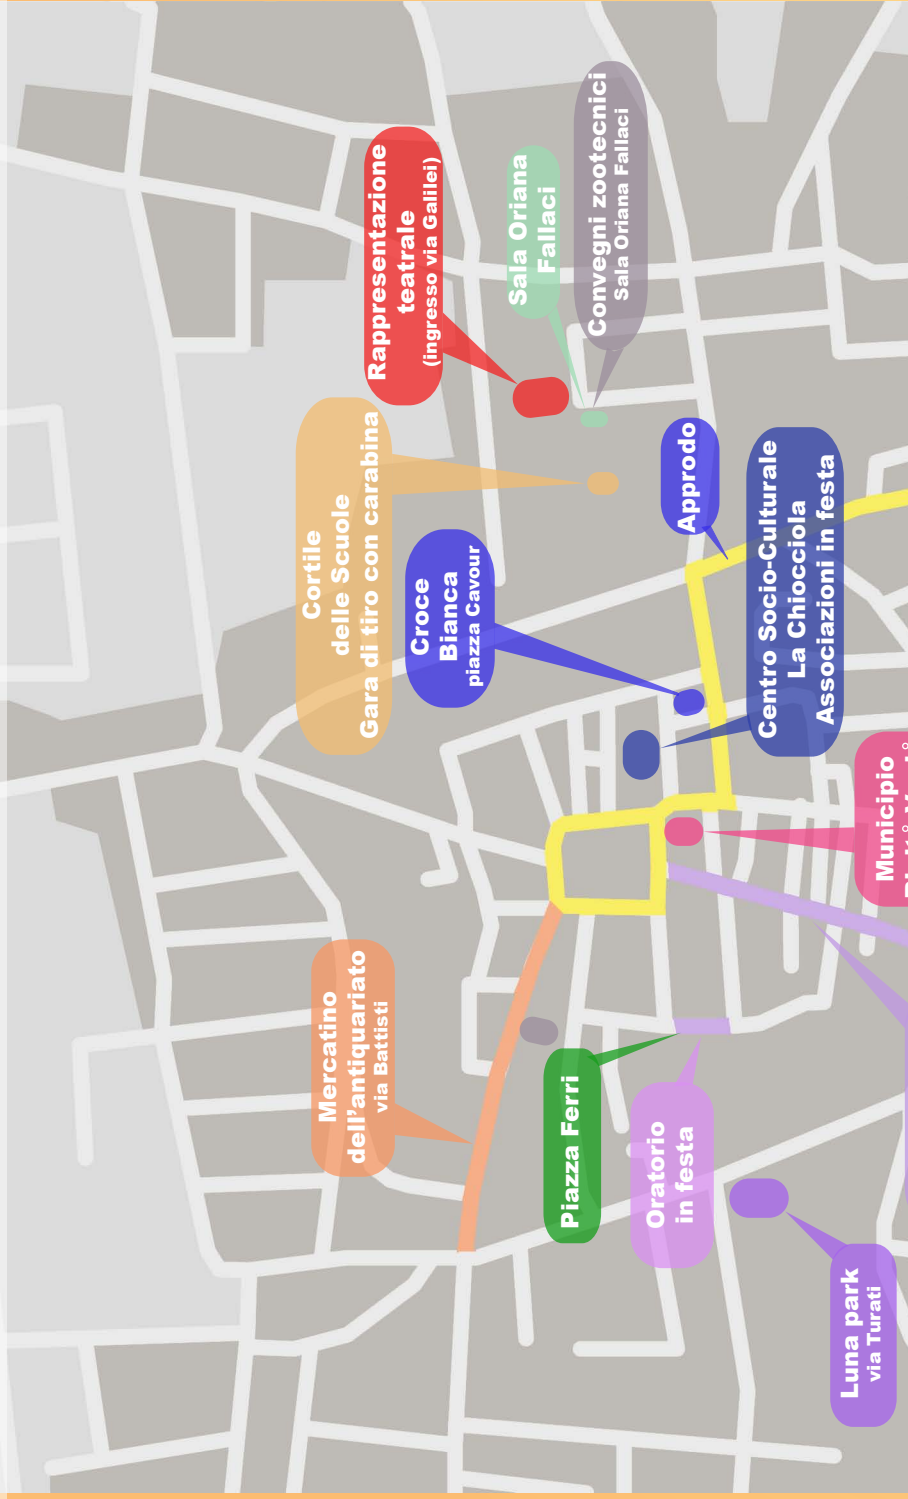 Rappresentazione
teatrale
(ingresso via Galilei)
Sala Oriana
Fallaci
Convegni zootecnici
Sala Oriana Fallaci
Cortile
delle Scuole
Gara di tiro con carabina
Croce
Bianca
piazza Cavour
Approdo
Centro Socio-Culturale
La Chiocciola
Associazioni in festa
Municipio
Mercatino
dell'antiquariato
via Battisti
Piazza Ferri
Oratorio
in festa
Luna park
via Turati